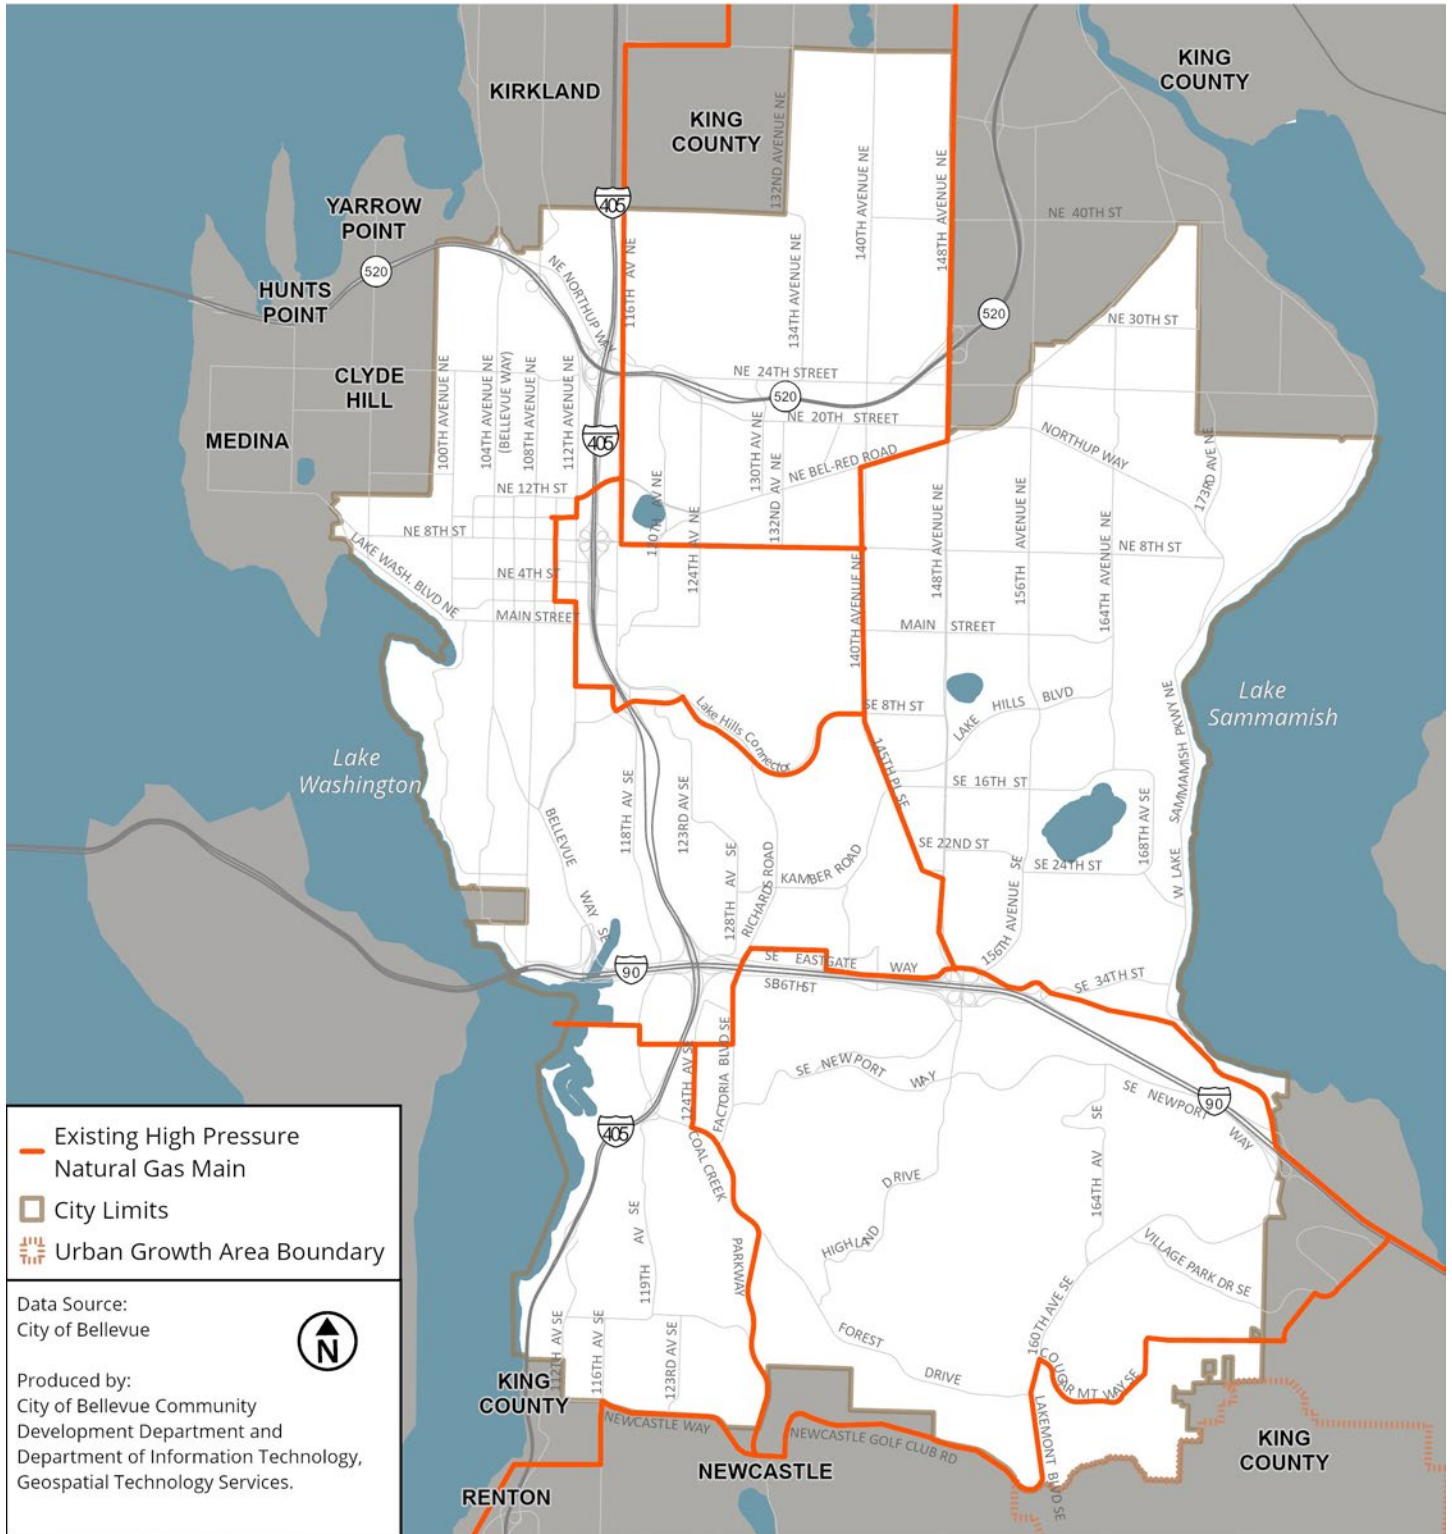 KING
COUNTY
KIRKLAND
KING
COUNTY
132ND AVENUE NE
405
YARROW
POINT
140TH AVENUE NE
148TH AVENUE NE
NE 40TH ST
116TH AV NE
520
HUNTS
POINT
NE NORTHUP WAY
134TH AVENUE NE
520
NE 30TH ST
CLYDE
HILL
NE 24TH STREET
520
NE 20TH STREET
100TH AVENUE NE
104TH AVENUE NE
(BELLEVUE WAY)
108TH AVENUE NE
112TH AVENUE NE
405
MEDINA
130TH AV NE
132ND AV NE
NE BEL-RED ROAD
NORTHUP WAY
173RD AVE NE
NE 12TH ST
NE 8TH ST
LAKE WASH. BLVD NE
NE 4TH ST
MAIN STREET
124TH AV NE
148TH AVENUE NE
156TH AVENUE NE
164TH AVENUE NE
NE 8TH ST
140TH AVENUE NE
MAIN STREET
Lake
Sammamish
W LAKE SAMMAMISH PKWY NE
Lake Hills Connector
SE 8TH ST
LAKE HILLS BLVD
Lake
Washington
145TH PL SE
SE 16TH ST
118TH AV SE
123RD AV SE
BELLEVUE WAY SE
128TH AV SE
RICHARDS ROAD
KAMBER ROAD
SE 22ND ST
SE 24TH ST
168TH AV SE
156TH AVENUE SE
90
SE EASTGATE WAY
SE 34TH ST
124TH AV SE
FACTORIA BLVD SE
SE NEWPORT WAY
SE NEWPORT WAY
90
405
COAL CREEK PARKWAY
164TH AV SE
HIGHLAND DRIVE
119TH AV SE
VILLAGE PARK DR SE
160TH AVE SE
112TH AV SE
116TH AV SE
123RD AV SE
FOREST DRIVE
COUGAR MT WAY SE
LAKEMONT BLVD SE
KING
COUNTY
NEWCASTLE WAY
NEWCASTLE GOLF CLUB RD
NEWCASTLE
KING
COUNTY
RENTON
Existing High Pressure
Natural Gas Main
City Limits
Urban Growth Area Boundary
Data Source:
City of Bellevue
N
Produced by:
City of Bellevue Community
Development Department and
Department of Information Technology,
Geospatial Technology Services.